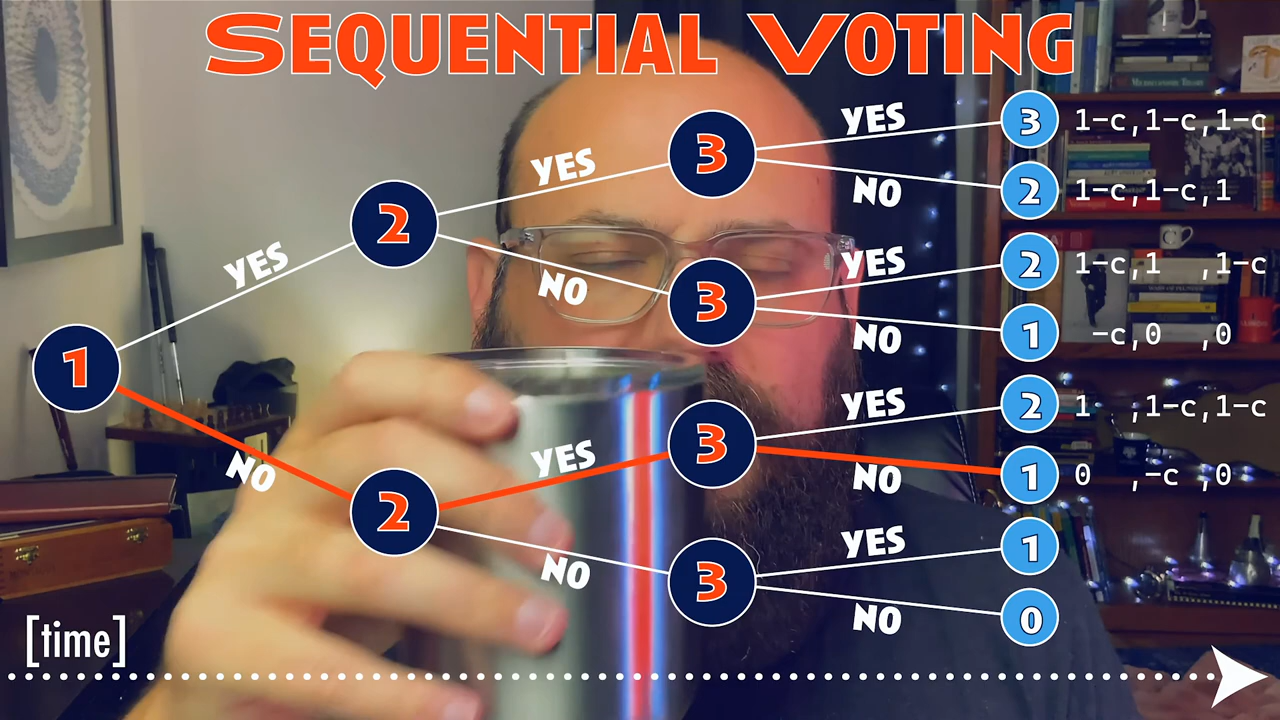 SEQUENTIAL VOTING
YES
3
1-c,1-c,1-c
YES
3
NO
2
1-c,1-c,1
2
YES
2
1-c,1 ,1-c
YES
NO
3
NO
1
-c,0 ,0
1
YES
2
1 ,1-c,1-c
NO
YES
3
NO
1
0 ,-c ,0
2
YES
1
NO
3
NO
0
[time]